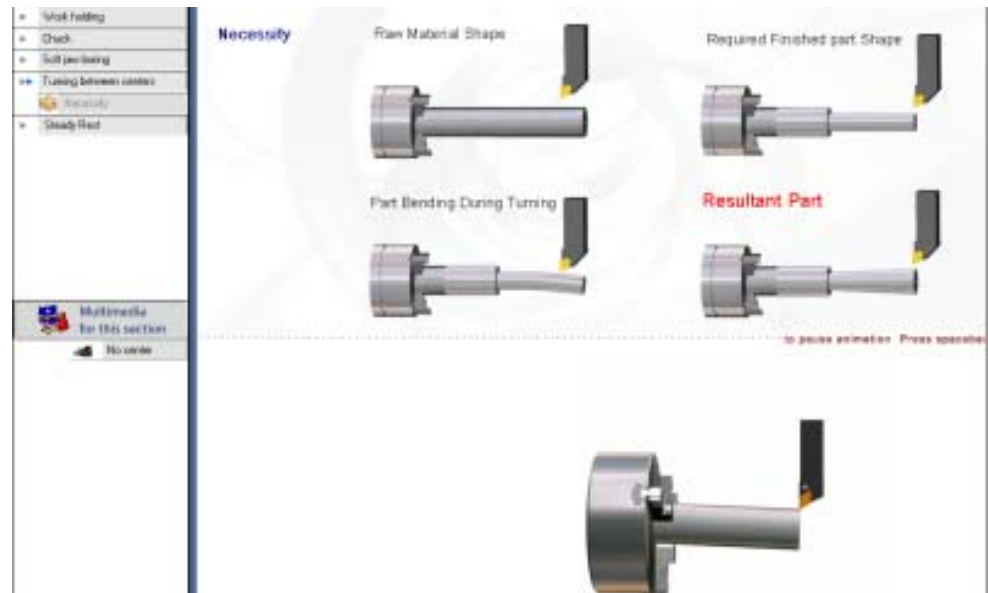 Work holding
Chuck
Soft jaw boring
Turning between centers
Necessity
Steady Rest
Multimedia
for this section
No centre
Necessity
Raw Material Shape
Required Finished part Shape
Part Bending During Turning
Resultant Part
to pause animation Press spacebar